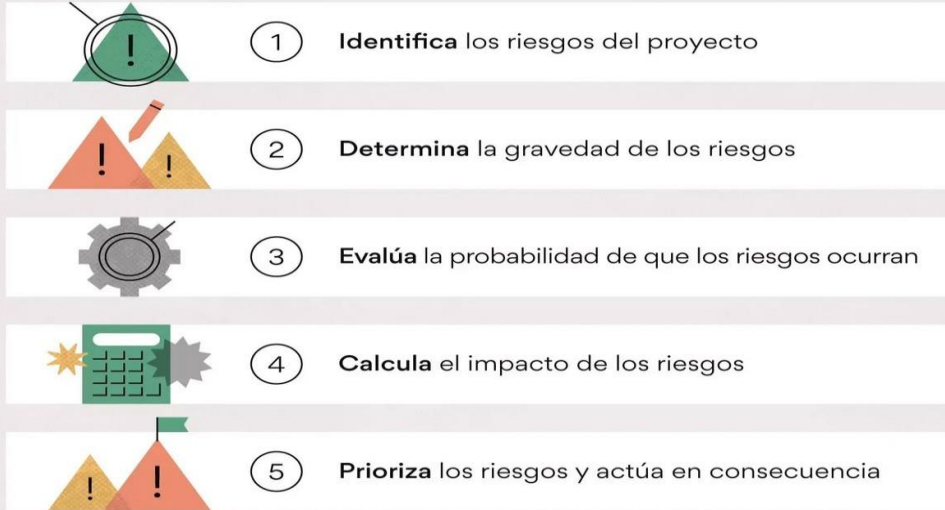 !
1 Identifica los riesgos del proyecto
! !
2 Determina la gravedad de los riesgos
3 Evalúa la probabilidad de que los riesgos ocurran
4 Calcula el impacto de los riesgos
! !
5 Prioriza los riesgos y actúa en consecuencia